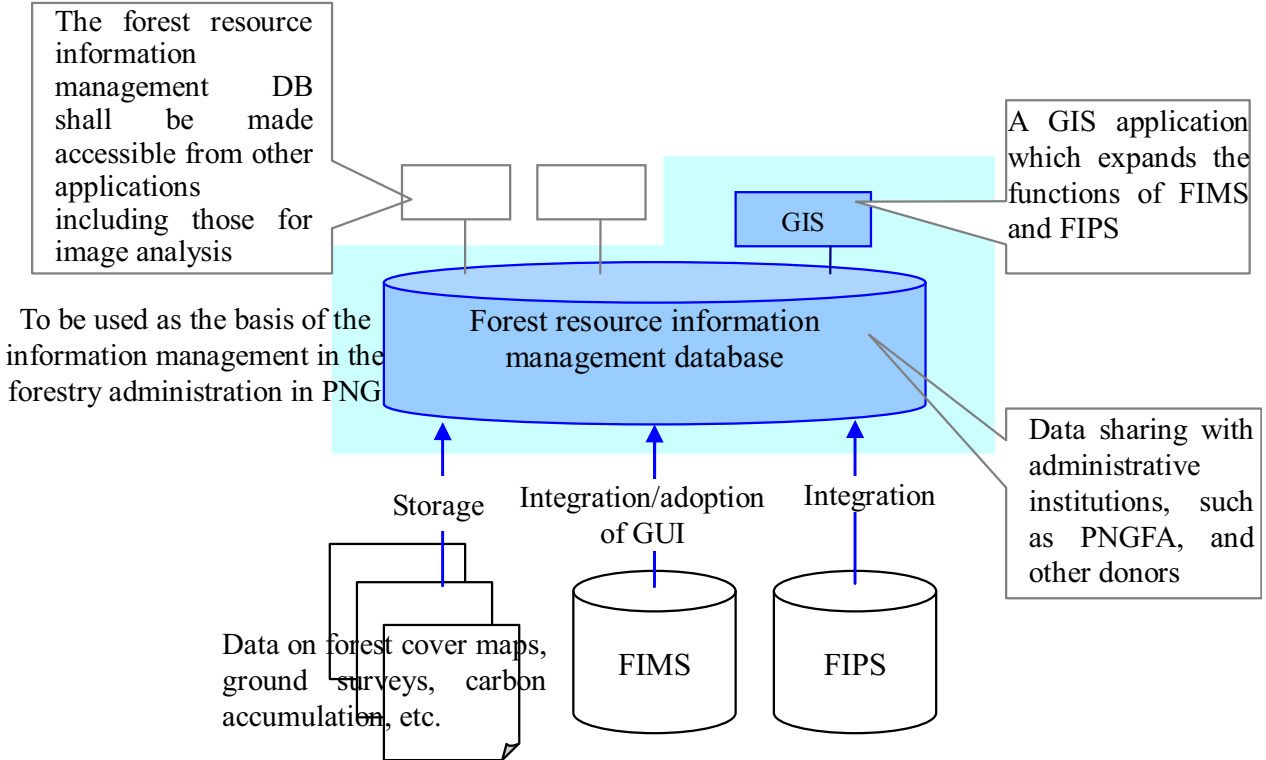 The forest resource
information
management DB
shall be made
accessible from other
applications
including those for
image analysis
A GIS application
which expands the
functions of FIMS
and FIPS
GIS
To be used as the basis of the
information management in the
forestry administration in PNG
Forest resource information
management database
Data sharing with
administrative
institutions, such
as PNGFA, and
other donors
Storage
Integration/adoption
of GUI
Integration
Data on forest cover maps,
ground surveys, carbon
accumulation, etc.
FIMS
FIPS